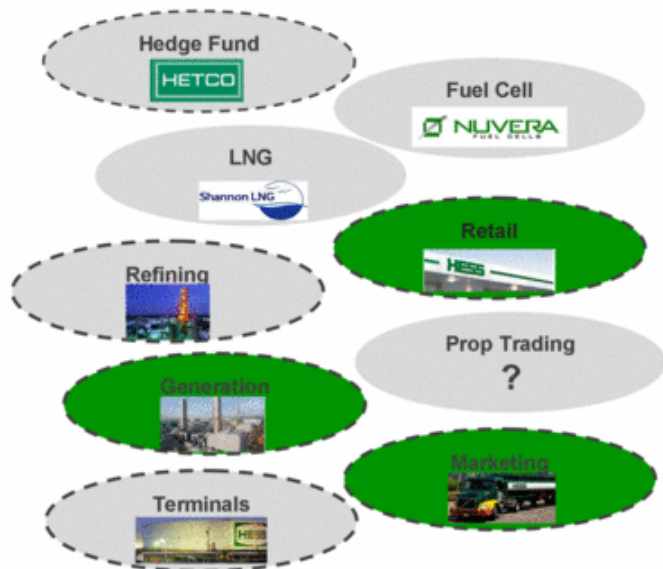 Hedge Fund
HETCO
Fuel Cell
NUVERA
FUEL CELLS
LNG
Shannon LNG
Retail
HESS
Refining
Prop Trading
?
Generation
Marketing
Terminals
HESS